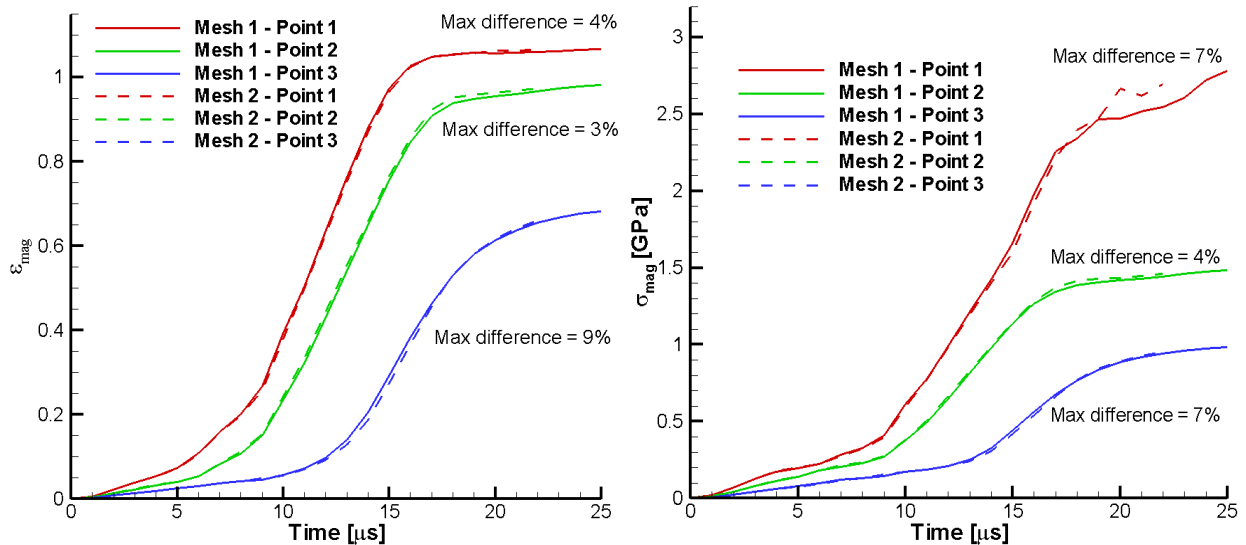 Mesh 1 - Point 1
Mesh 1 - Point 2
Mesh 1 - Point 3
Mesh 2 - Point 1
Mesh 2 - Point 2
Mesh 2 - Point 3
Max difference = 4%
Max difference = 3%
Max difference = 9%
εmag
1
0.8
0.6
0.4
0.2
0
0 5 10 15 20 25
Time [μs]
Mesh 1 - Point 1
Mesh 1 - Point 2
Mesh 1 - Point 3
Mesh 2 - Point 1
Mesh 2 - Point 2
Mesh 2 - Point 3
Max difference = 7%
Max difference = 4%
Max difference = 7%
σmag [GPa]
3
2.5
2
1.5
1
0.5
0
0 5 10 15 20 25
Time [μs]